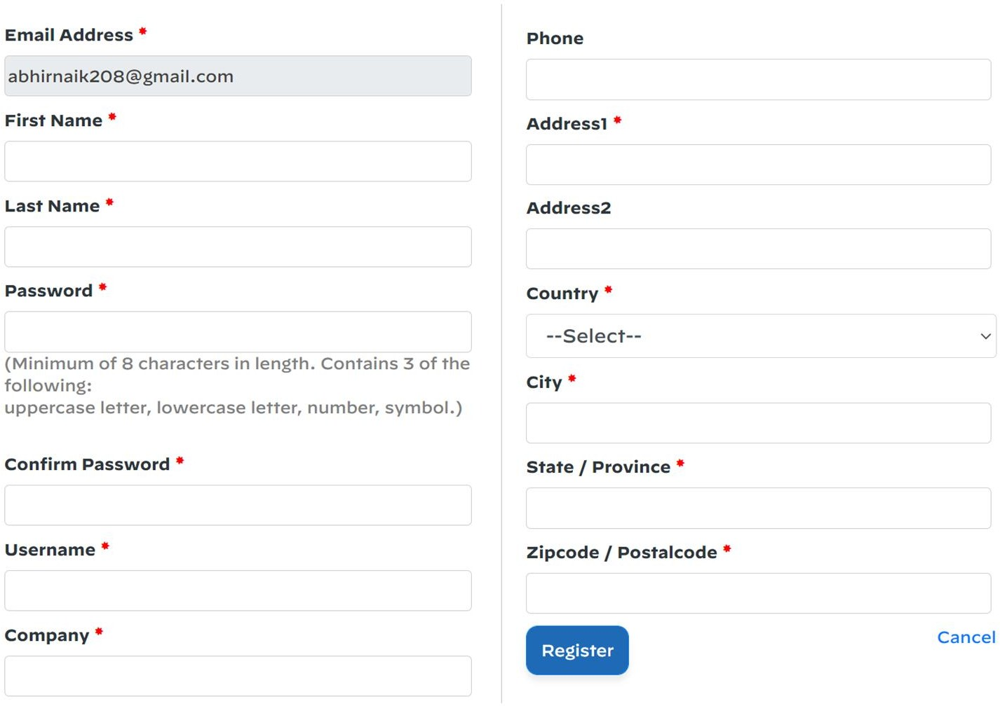 Email Address *
abhirnaik208@gmail.com
First Name *
Last Name *
Password *
(Minimum of 8 characters in length. Contains 3 of the
following:
uppercase letter, lowercase letter, number, symbol.)
Confirm Password *
Username *
Company *
Phone
Address1 *
Address2
Country *
--Select--
City *
State / Province *
Zipcode / Postalcode *
Register
Cancel